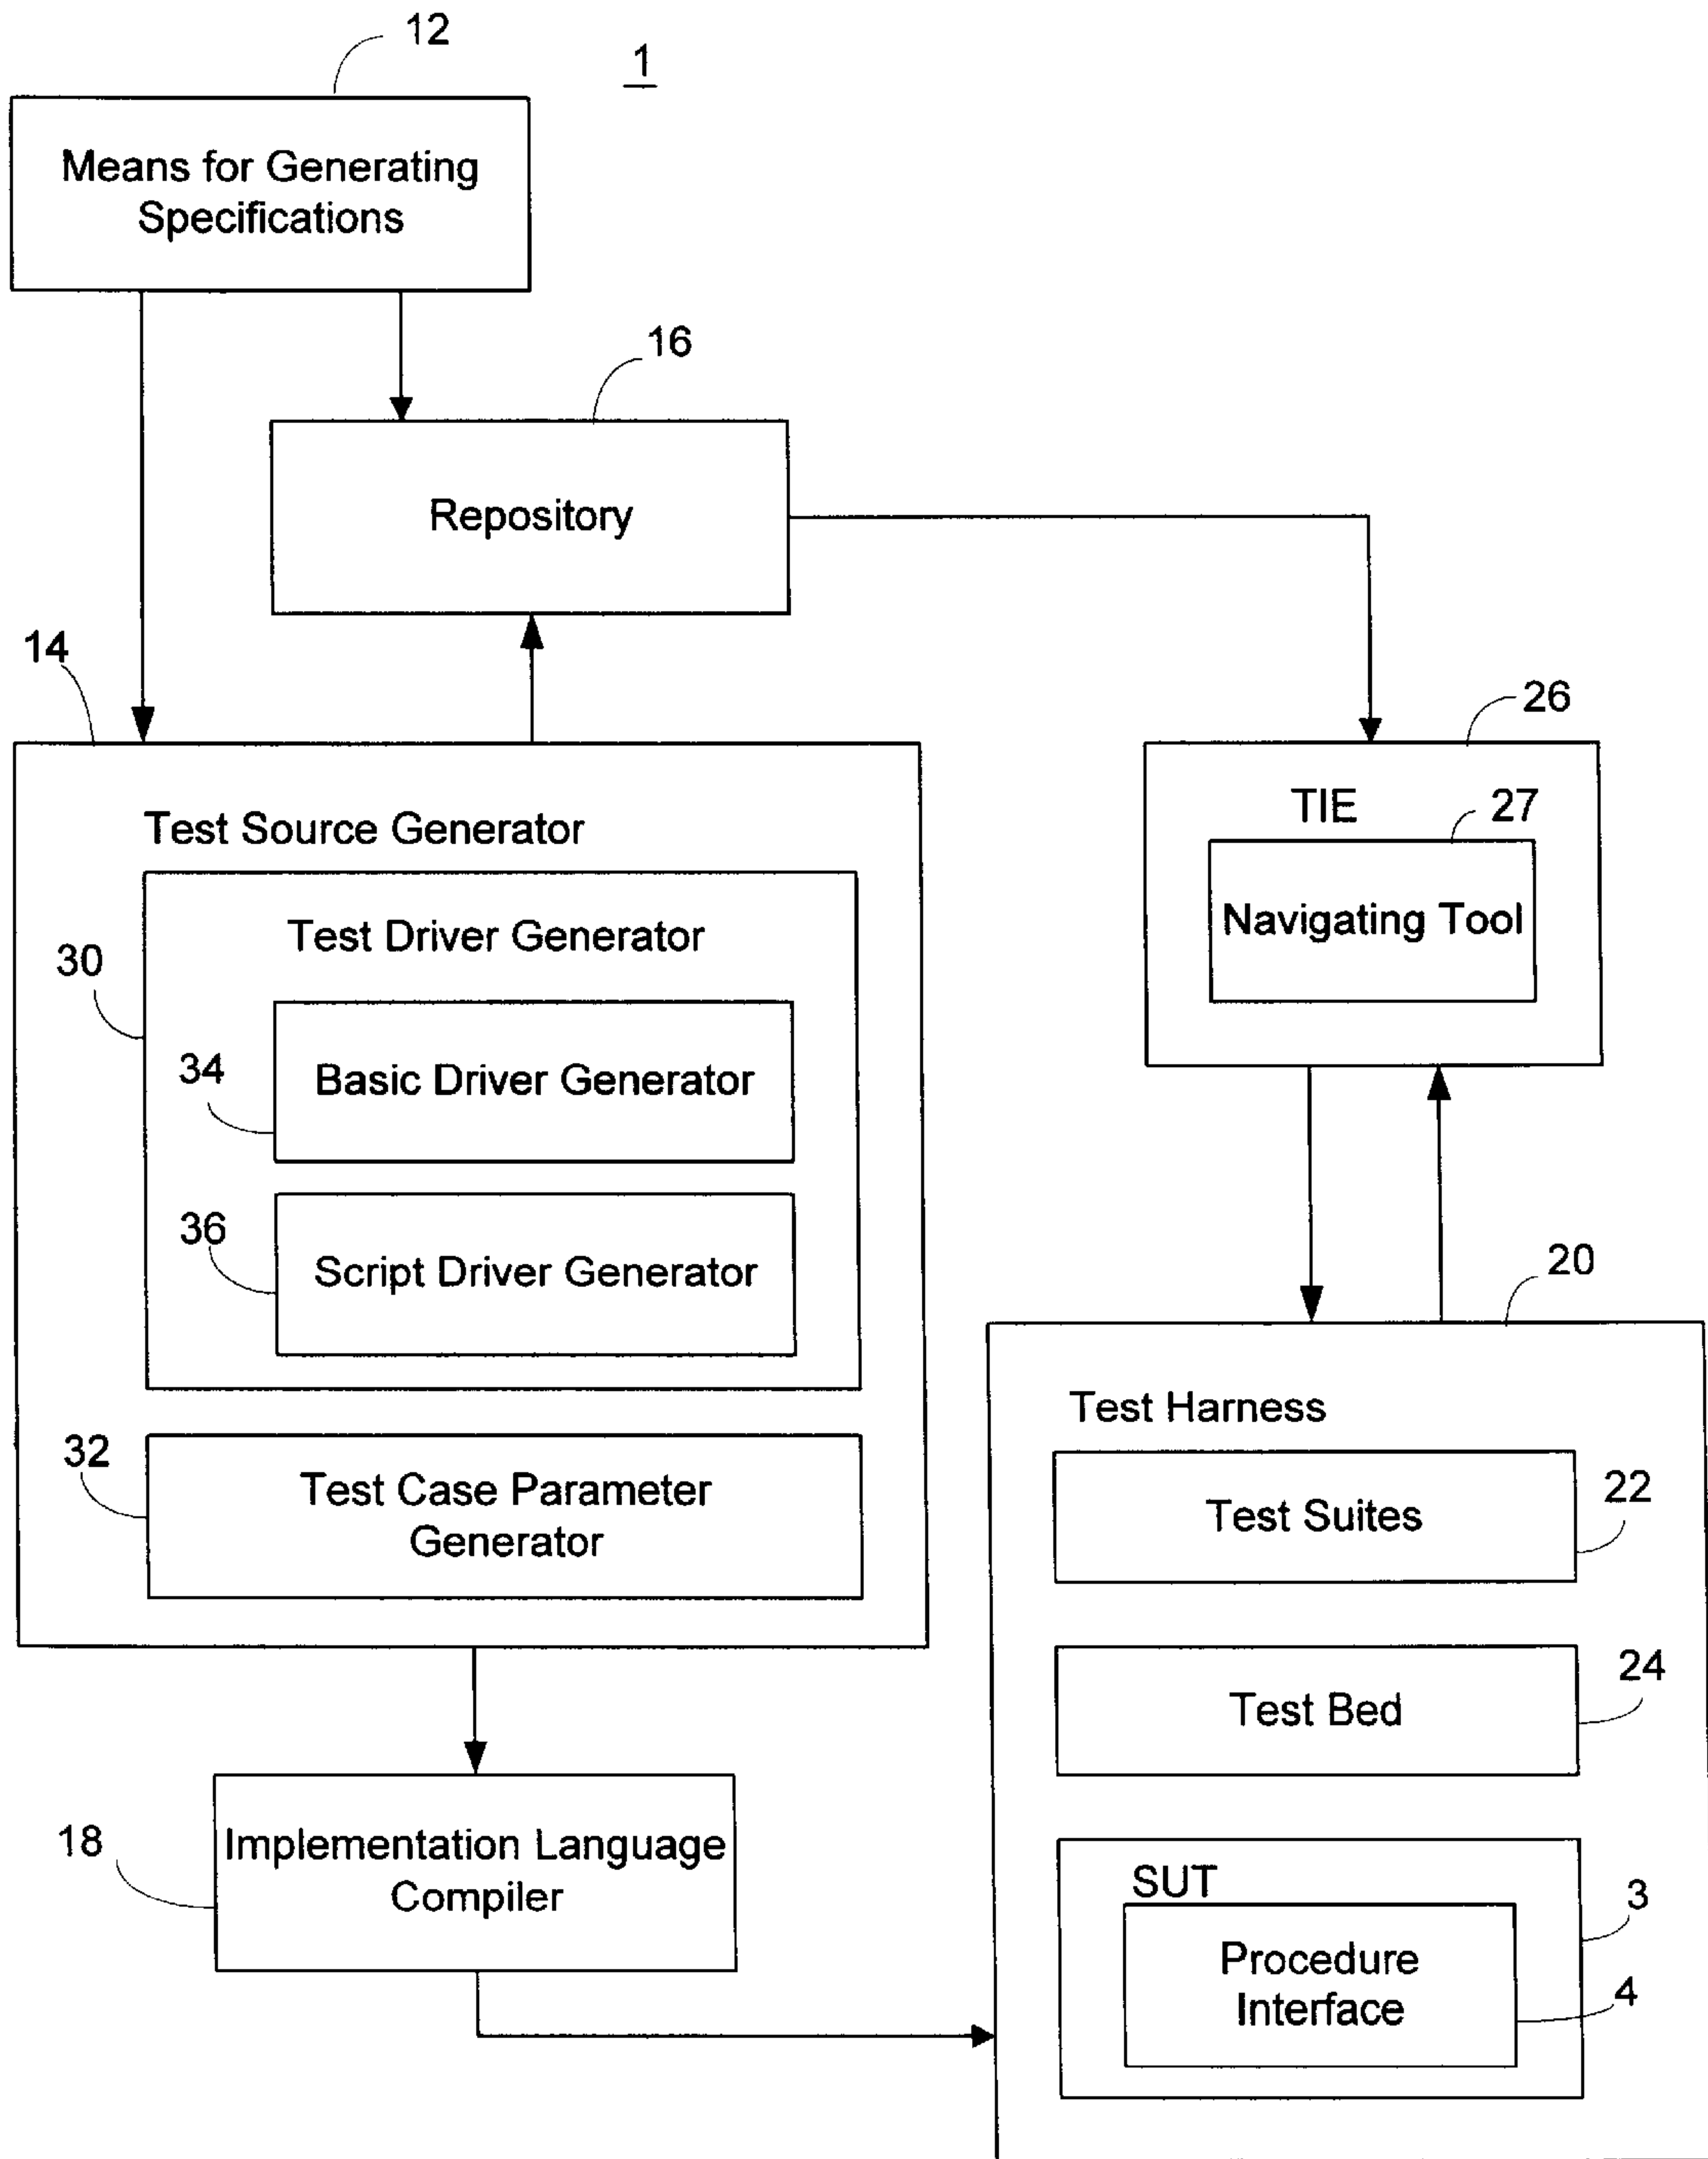 12
1
Means for Generating
Specifications
16
Repository
14
26
Test Source Generator
TIE
27
Navigating Tool
Test Driver Generator
30
34
Basic Driver Generator
36
Script Driver Generator
20
Test Harness
32
Test Case Parameter
Generator
Test Suites
22
24
Test Bed
18
Implementation Language
Compiler
SUT
3
Procedure
Interface
4